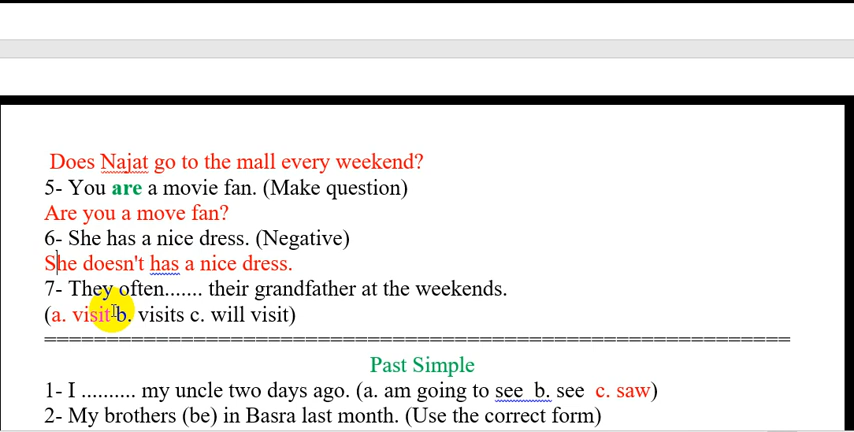 Does Najat go to the mall every weekend?
5- You are a movie fan. (Make question)
Are you a move fan?
6- She has a nice dress. (Negative)
She doesn't has a nice dress.
7- They often....... their grandfather at the weekends.
(a. visit b. visits c. will visit)
==========================================================
Past Simple
1- I .......... my uncle two days ago. (a. am going to see b. see c. saw)
2- My brothers (be) in Basra last month. (Use the correct form)